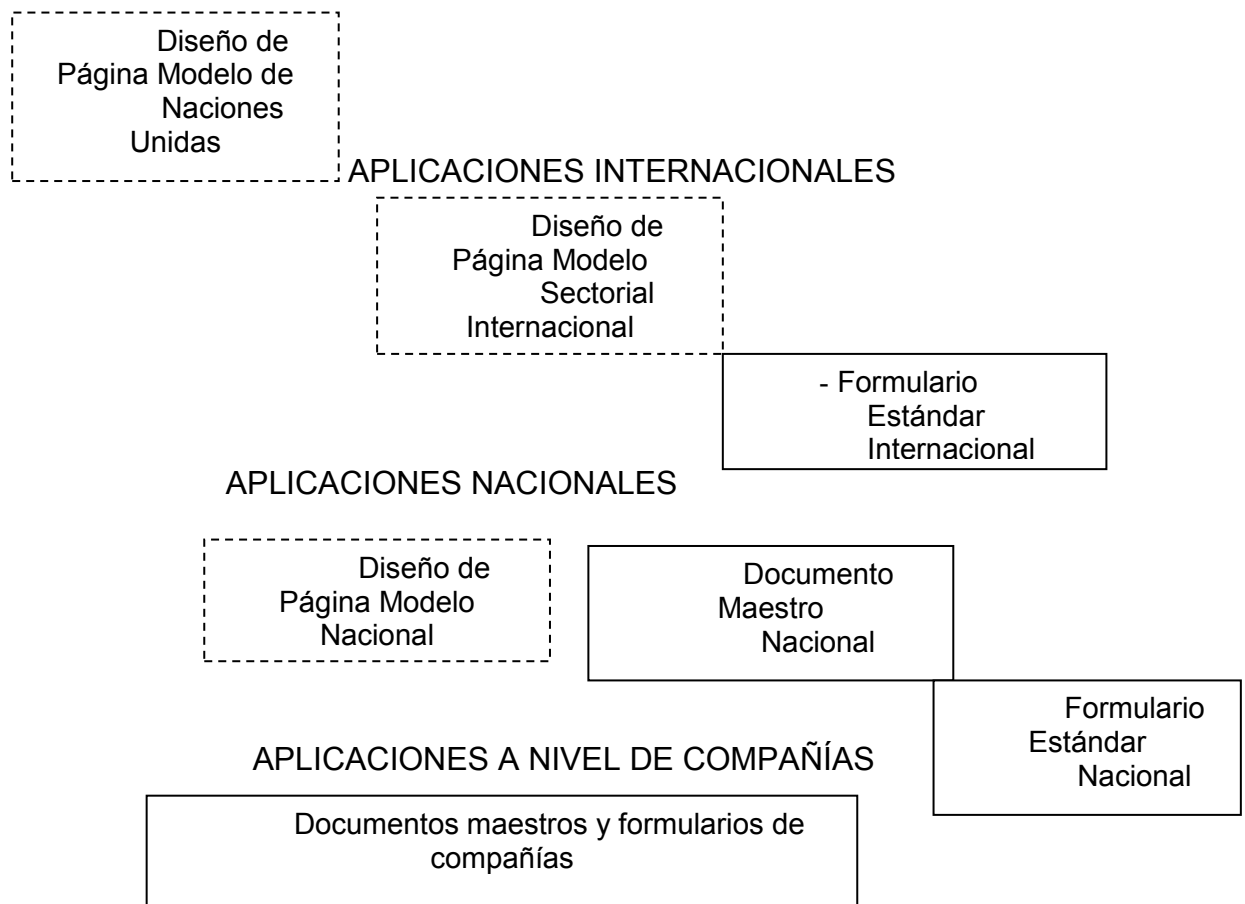 Diseño de
Página Modelo de
Naciones
Unidas
APLICACIONES INTERNACIONALES
Diseño de
Página Modelo
Sectorial
Internacional
- Formulario
Estándar
Internacional
APLICACIONES NACIONALES
Diseño de
Página Modelo
Nacional
Documento
Maestro
Nacional
Formulario
Estándar
Nacional
APLICACIONES A NIVEL DE COMPAÑÍAS
Documentos maestros y formularios de
compañías